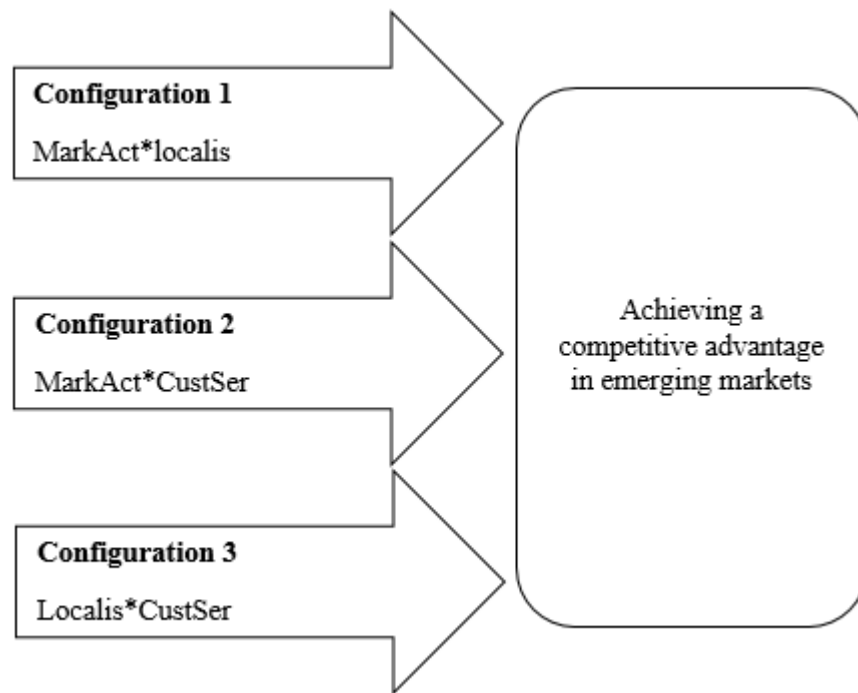 Configuration 1
MarkAct*localis
Configuration 2
MarkAct*CustSer
Configuration 3
Localis*CustSer
Achieving a
competitive advantage
in emerging markets